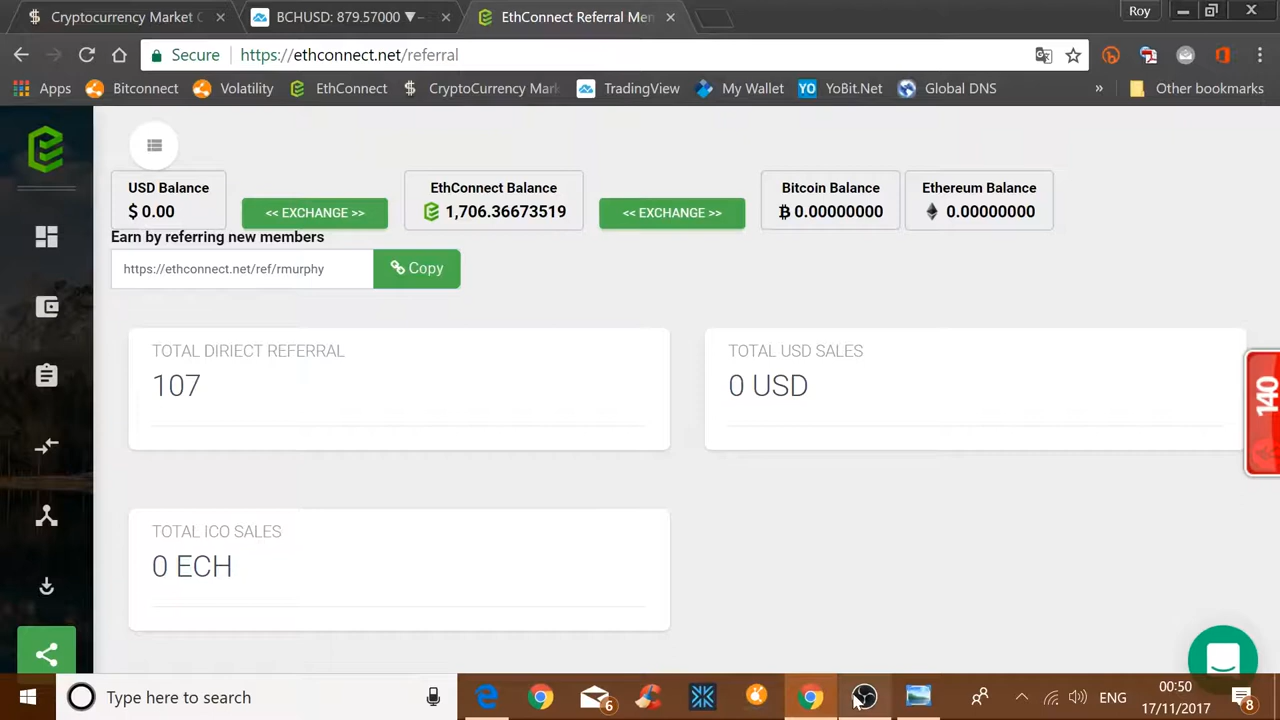 Cryptocurrency Market C
BCHUSD: 879.57000 ▼ –
EthConnect Referral Men
Roy
Secure
https://ethconnect.net/referral
Apps
Bitconnect
Volatility
EthConnect
CryptoCurrency Mark
TradingView
My Wallet
YO YoBit.Net
Global DNS
»
Other bookmarks
USD Balance
$ 0.00
<< EXCHANGE >>
EthConnect Balance
1,706.36673519
<< EXCHANGE >>
Bitcoin Balance
0.00000000
Ethereum Balance
0.00000000
Earn by referring new members
https://ethconnect.net/ref/rmurphy
Copy
TOTAL DIRIECT REFERRAL
107
TOTAL USD SALES
0 USD
140
TOTAL ICO SALES
0 ECH
Type here to search
6
ENG
00:50
17/11/2017
8